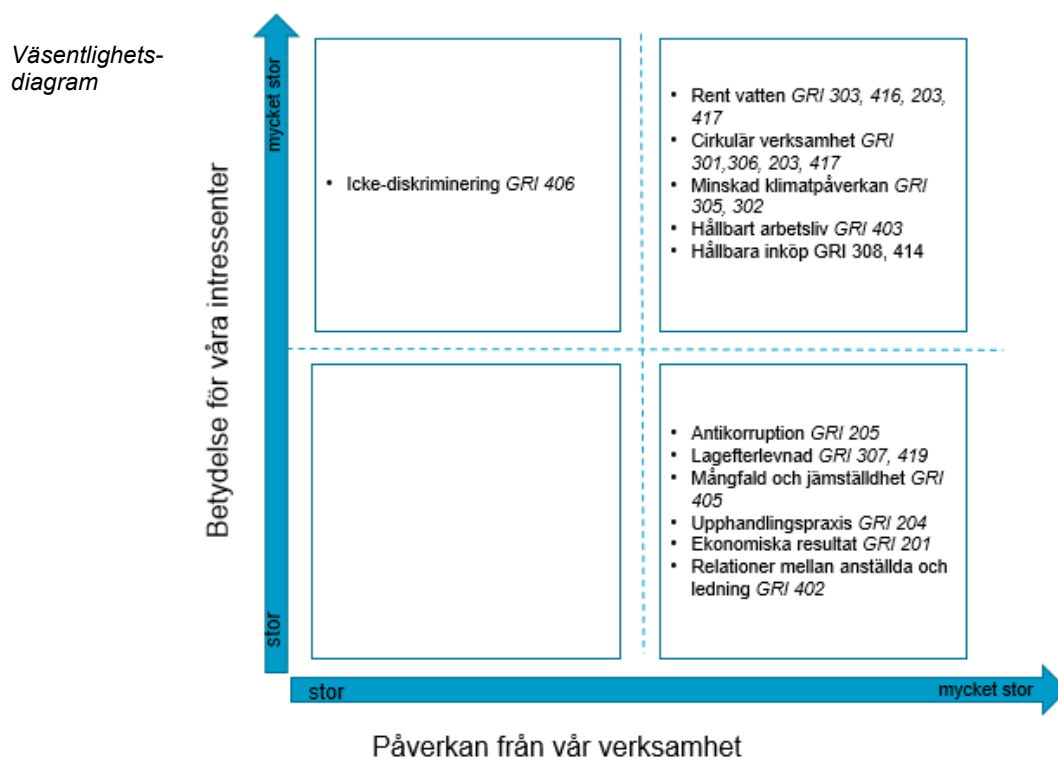 Väsentlighets-
diagram
Betydelse för våra intressenter
mycket stor
stor
• Icke-diskriminering GRI 406
• Rent vatten GRI 303, 416, 203,
417
• Cirkulär verksamhet GRI
301,306, 203, 417
• Minskad klimatpåverkan GRI
305, 302
• Hållbart arbetsliv GRI 403
• Hållbara inköp GRI 308, 414
• Antikorruption GRI 205
• Lagefterlevnad GRI 307, 419
• Mångfald och jämställdhet GRI
405
• Upphandlingspraxis GRI 204
• Ekonomiska resultat GRI 201
• Relationer mellan anställda och
ledning GRI 402
stor
mycket stor
Påverkan från vår verksamhet